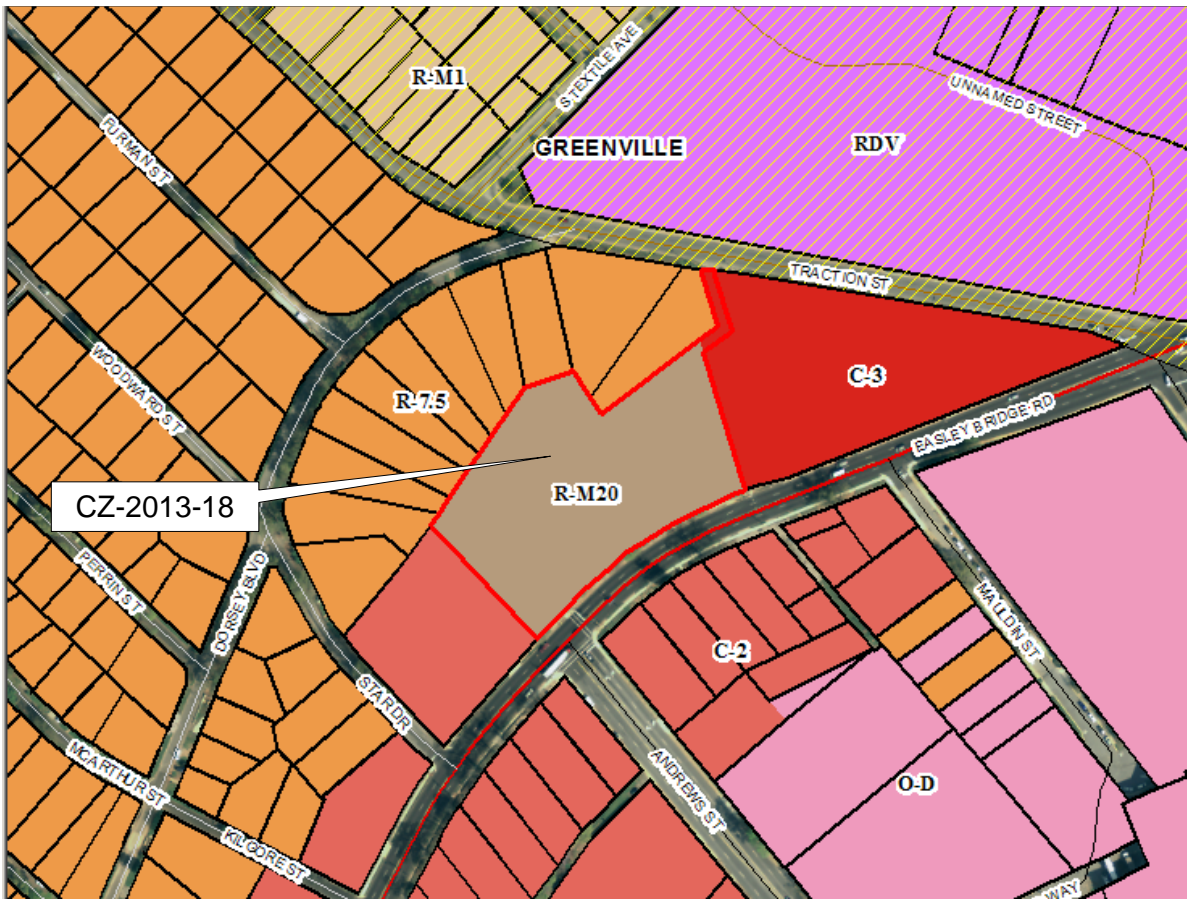 R-M1
S TEXTILE AVE
UNNAMED STREET
FURMAN ST
GREENVILLE
RDV
TRACTION ST
WOODWARD ST
C-3
R-7.5
EASLEY BRIDGE RD
CZ-2013-18
R-M20
PERRIN ST
DORSEY BLVD
MAULDIN ST
C-2
STAR DR
MCARTHUR ST
ANDREWS ST
O-D
KILGORE ST
WAY